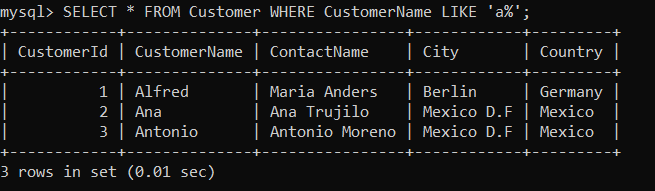 mysql> SELECT * FROM Customer WHERE CustomerName LIKE 'a%';
+------------+--------------+----------------+------------+---------+
| CustomerId | CustomerName | ContactName    | City       | Country |
+------------+--------------+----------------+------------+---------+
|          1 | Alfred       | Maria Anders   | Berlin     | Germany |
|          2 | Ana          | Ana Trujilo    | Mexico D.F | Mexico  |
|          3 | Antonio      | Antonio Moreno | Mexico D.F | Mexico  |
+------------+--------------+----------------+------------+---------+
3 rows in set (0.01 sec)